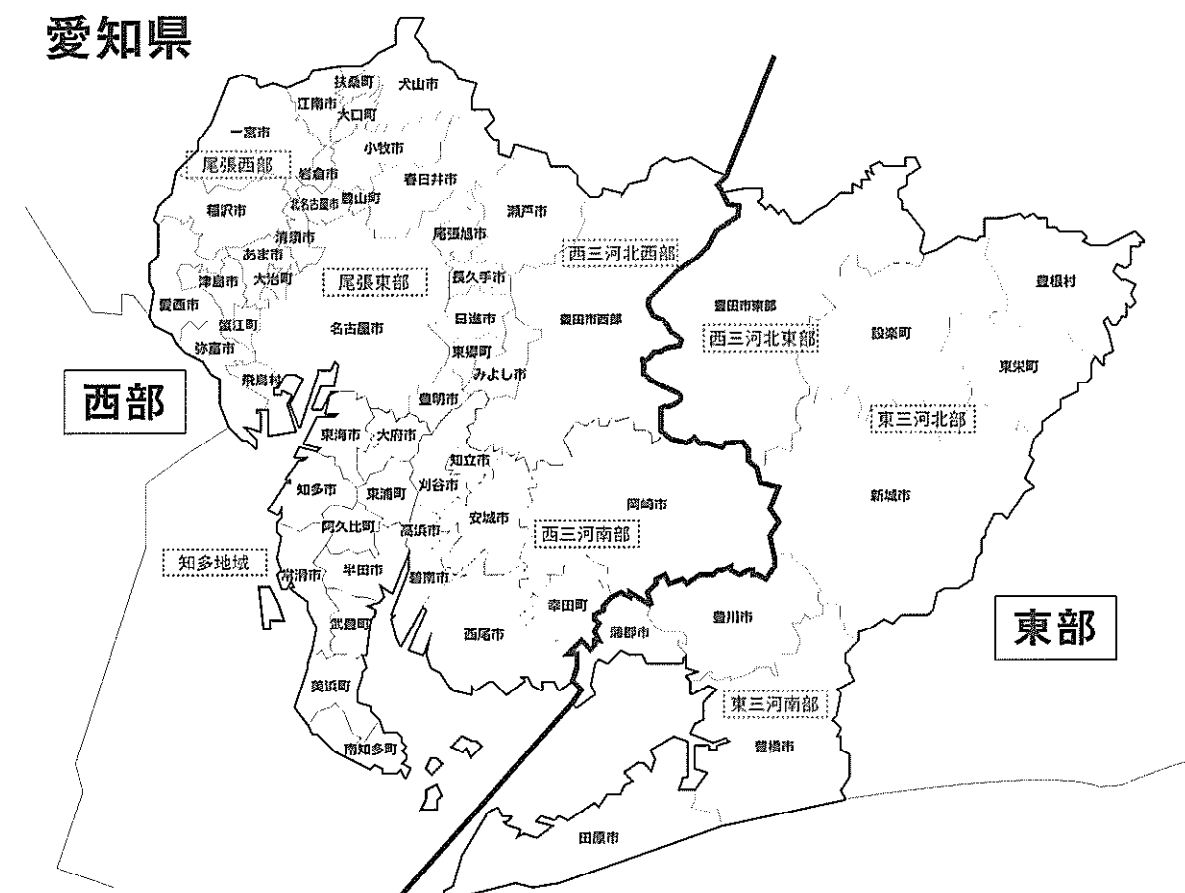 愛知県
扶桑町
犬山市
江南市
大口町
一宮市
小牧市
尾張西部
岩倉市
春日井市
北名古屋市
豊山町
稲沢市
瀬戸市
清須市
尾張旭市
あま市
西三河北西部
津島市
大治町
尾張東部
長久手市
豊根村
愛西市
豊田市東部
蟹江町
名古屋市
日進市
豊田市西部
設楽町
西三河北東部
弥富市
東郷町
東栄町
飛島村
みよし市
西部
豊明市
東三河北部
東海市
大府市
知立市
知多市
東浦町
刈谷市
新城市
岡崎市
安城市
阿久比町
高浜市
西三河南部
知多地域
常滑市
半田市
碧南市
幸田町
豊川市
武豊町
西尾市
蒲郡市
東部
美浜町
東三河南部
南知多町
豊橋市
田原市